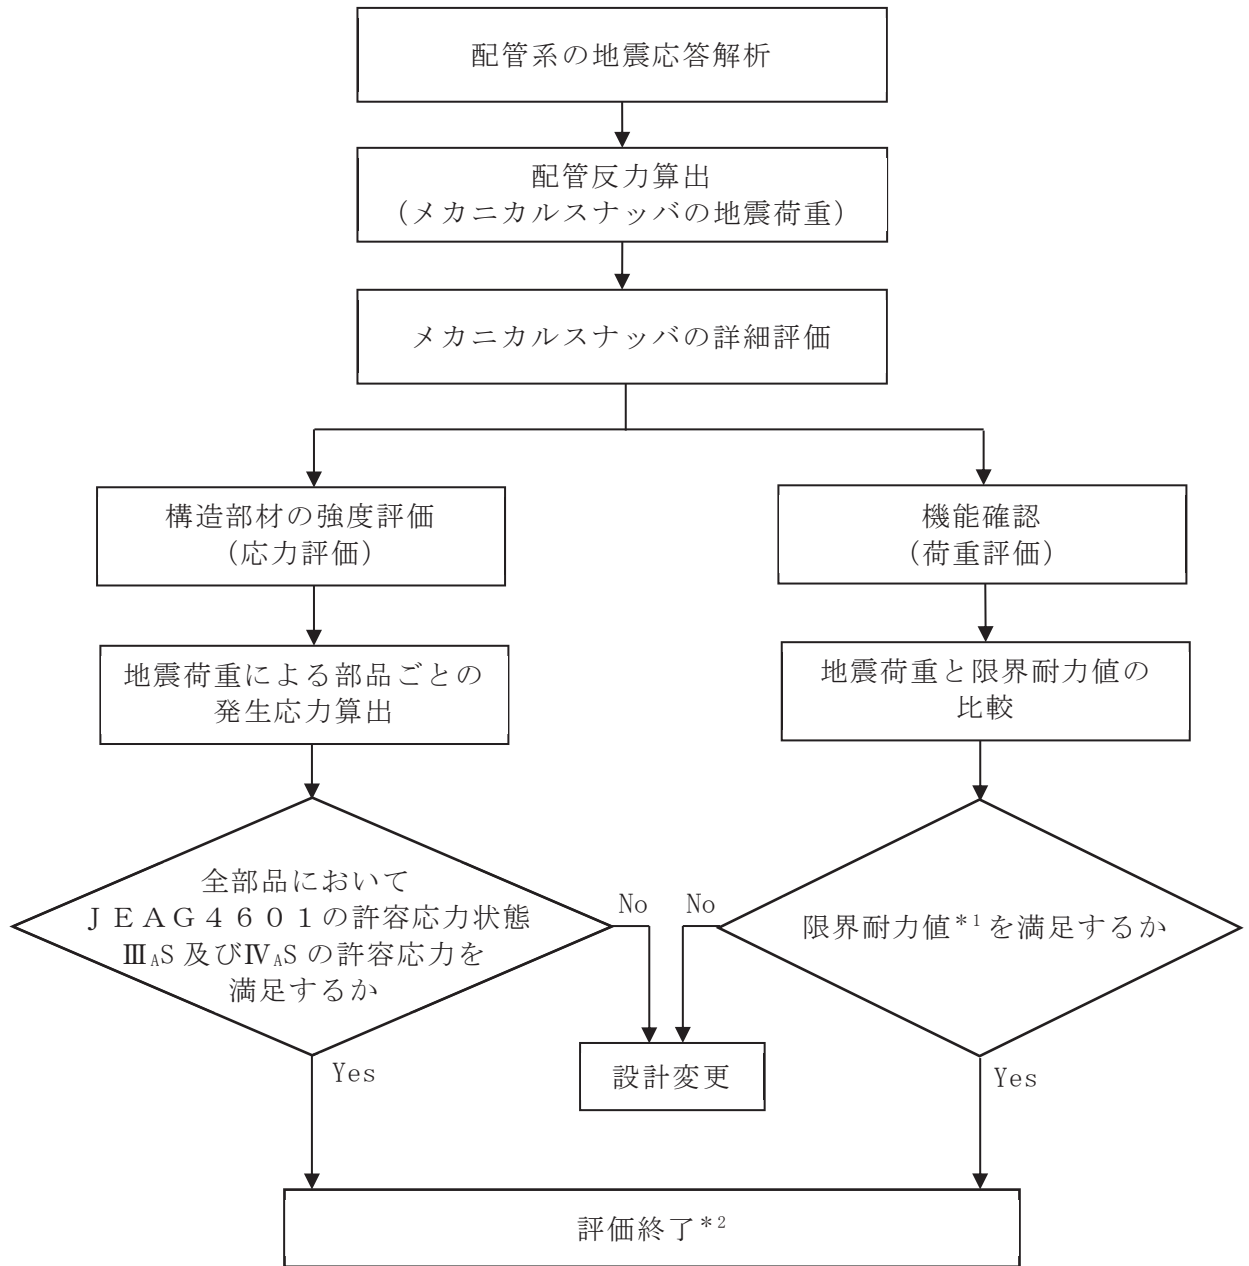 配管系の地震応答解析
配管反力算出
（メカニカルスナッバの地震荷重）
メカニカルスナッバの詳細評価
構造部材の強度評価
（応力評価）
機能確認
（荷重評価）
地震荷重による部品ごとの
発生応力算出
地震荷重と限界耐力値の
比較
全部品において
ＪＥＡＧ４６０１の許容応力状態
ⅢAS 及びⅣAS の許容応力を
満足するか
No
No
限界耐力値*1を満足するか
設計変更
Yes
Yes
評価終了*2